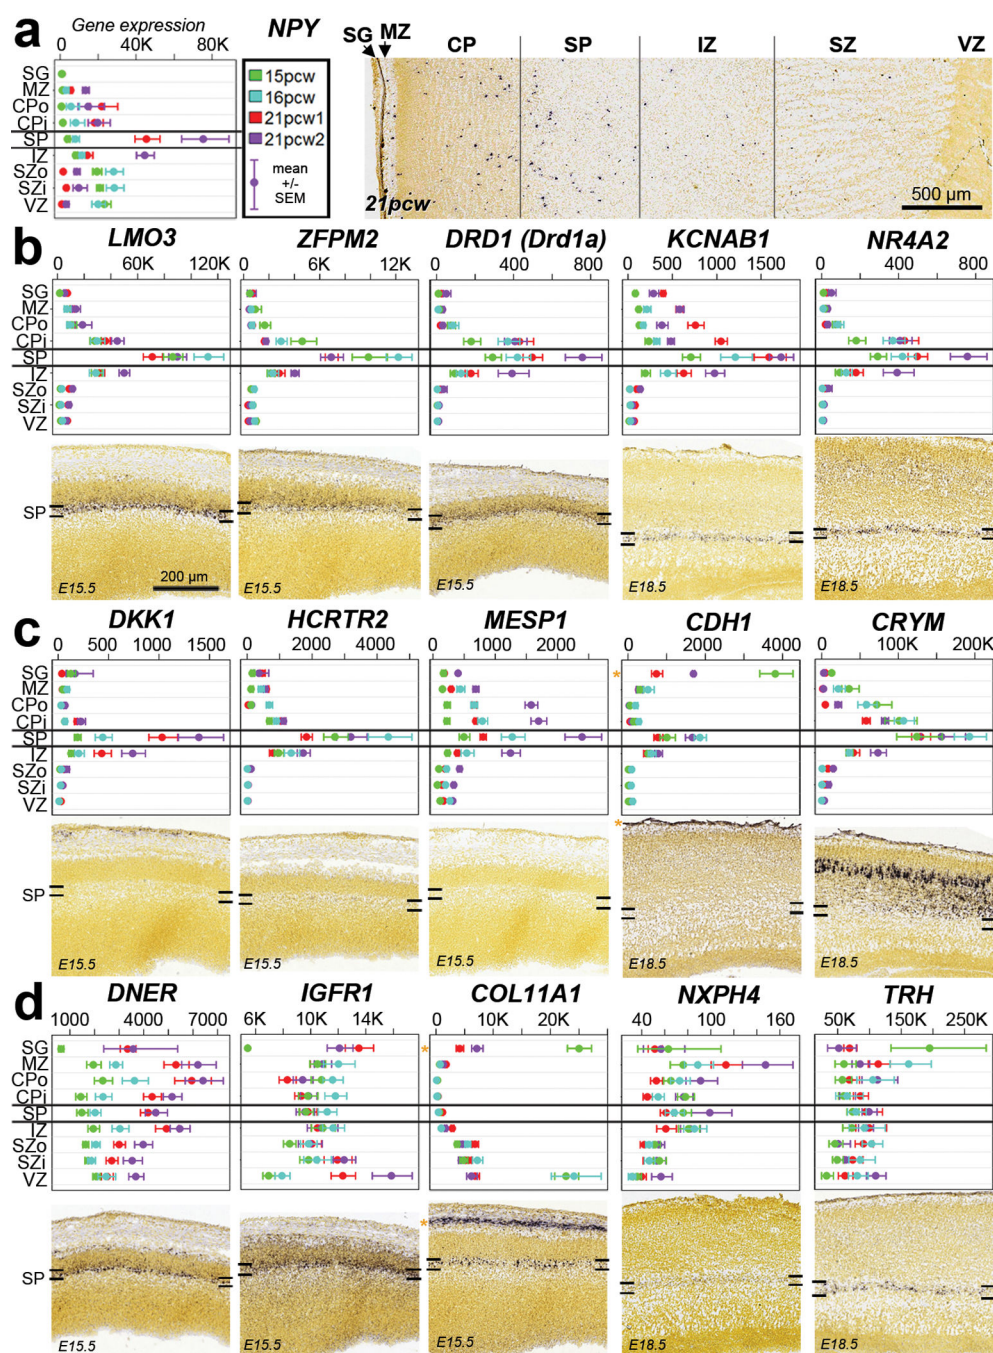 a
Gene expression
NPY
0 40K 80K
SG
MZ
CPo
CPi
SP
IZ
SZo
SZi
VZ
15pcw
16pcw
21pcw1
21pcw2
mean
+/-
SEM
SG MZ CP SP IZ SZ VZ
21pcw
500 µm
b
LMO3 ZFPM2 DRD1 (Drd1a) KCNAB1 NR4A2
0 60K 120K 0 6K 12K 0 400 800 0 500 1000 0 400 800
SG
MZ
CPo
CPi
SP
IZ
SZo
SZi
VZ
SP
E15.5 200 µm E15.5 E15.5 E18.5 E18.5
c
DKK1 HCRTR2 MESP1 CDH1 CRYM
0 500 1000 1500 0 2000 4000 0 1000 2000 0 2000 4000 0 100K 200K
SG *
MZ
CPo
CPi
SP
IZ
SZo
SZi
VZ
*
SP
E15.5 E15.5 E15.5 E18.5 E18.5
d
DNER IGFR1 COL11A1 NXPH4 TRH
1000 4000 7000 6K 10K 14K 0 10K 20K 30K 40 100 160 50K 150K 250K
SG *
MZ
CPo
CPi
SP
IZ
SZo
SZi
VZ
*
SP
E15.5 E15.5 E15.5 E18.5 E18.5